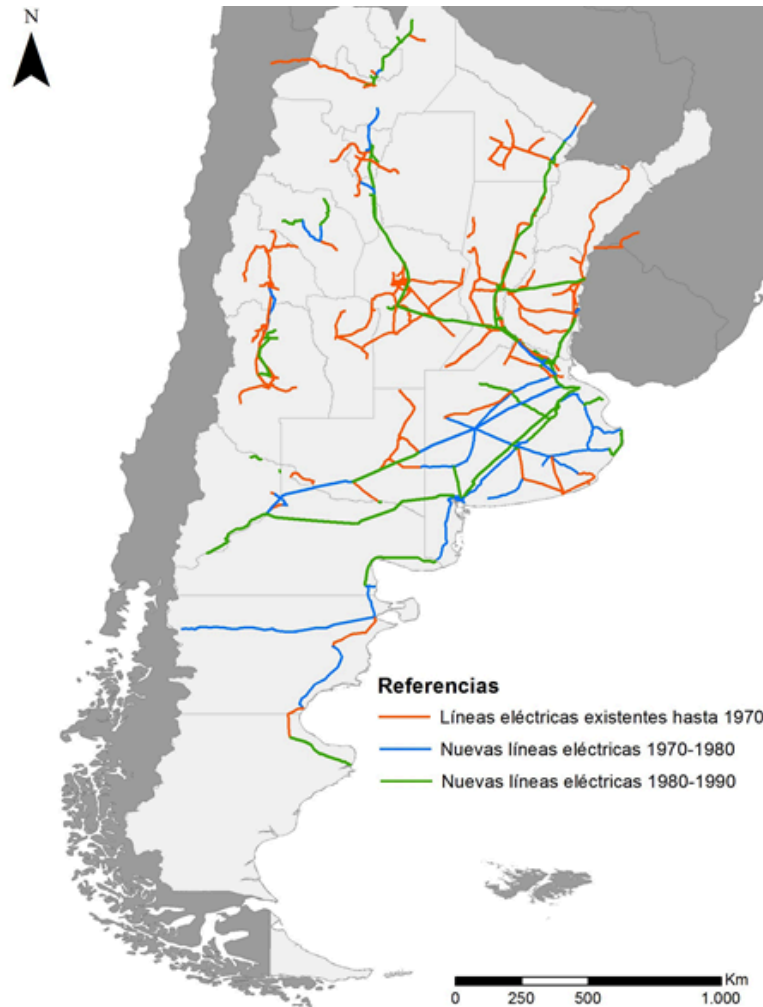 N
Referencias
Líneas eléctricas existentes hasta 1970
Nuevas líneas eléctricas 1970-1980
Nuevas líneas eléctricas 1980-1990
Km
0 250 500 1.000